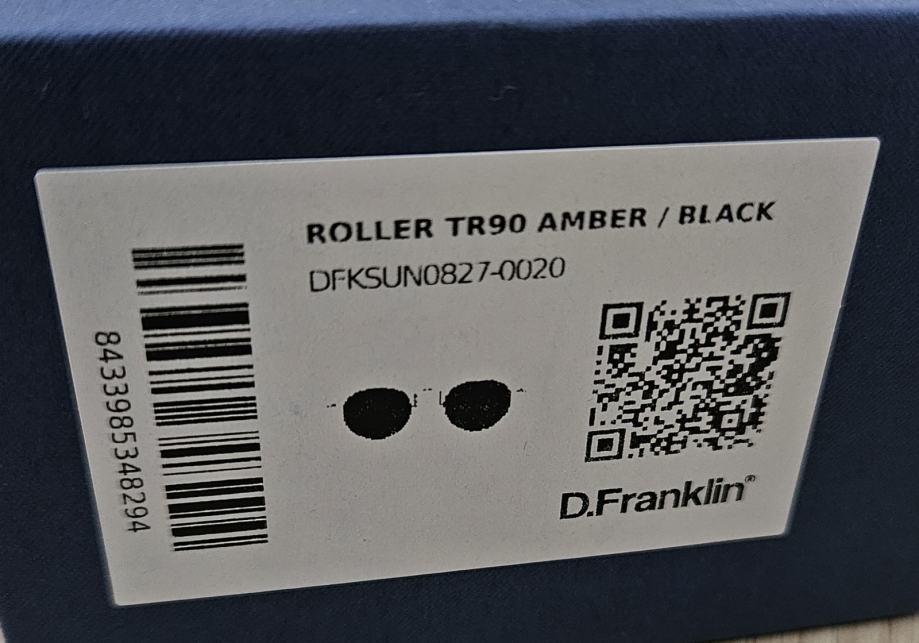 ROLLER TR90 AMBER / BLACK
DFKSUN0827-0020
8433985348294
D.Franklin®